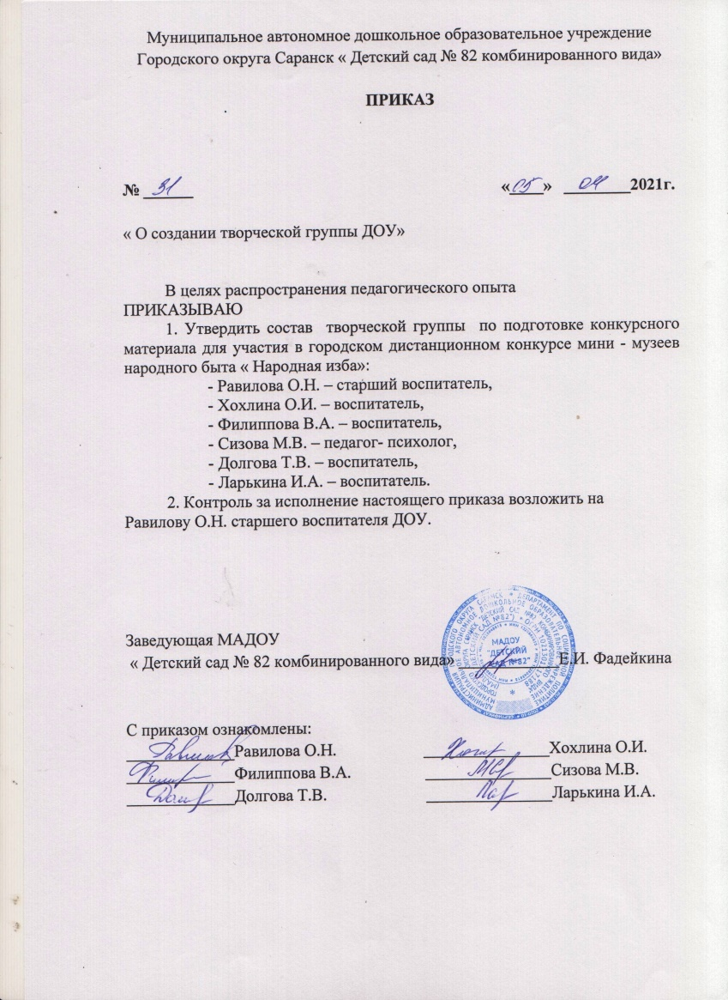 Муниципальное автономное дошкольное образовательное учреждение
Городского округа Саранск « Детский сад № 82 комбинированного вида»
ПРИКАЗ
№ 31 «05» 04 2021г.
« О создании творческой группы ДОУ»
В целях распространения педагогического опыта
ПРИКАЗЫВАЮ
1. Утвердить состав творческой группы по подготовке конкурсного
материала для участия в городском дистанционном конкурсе мини - музеев
народного быта « Народная изба»:
- Равилова О.Н. – старший воспитатель,
- Хохлина О.И. – воспитатель,
- Филиппова В.А. – воспитатель,
- Сизова М.В. – педагог- психолог,
- Долгова Т.В. – воспитатель,
- Ларькина И.А. – воспитатель.
2. Контроль за исполнение настоящего приказа возложить на
Равилову О.Н. старшего воспитателя ДОУ.
Заведующая МАДОУ
« Детский сад № 82 комбинированного вида» Е.И. Фадейкина
МАДОУ
"ДЕТСКИЙ
САД №82"
С приказом ознакомлены:
Равилова О.Н. Хохлина О.И.
Филиппова В.А. Сизова М.В.
Долгова Т.В. Ларькина И.А.